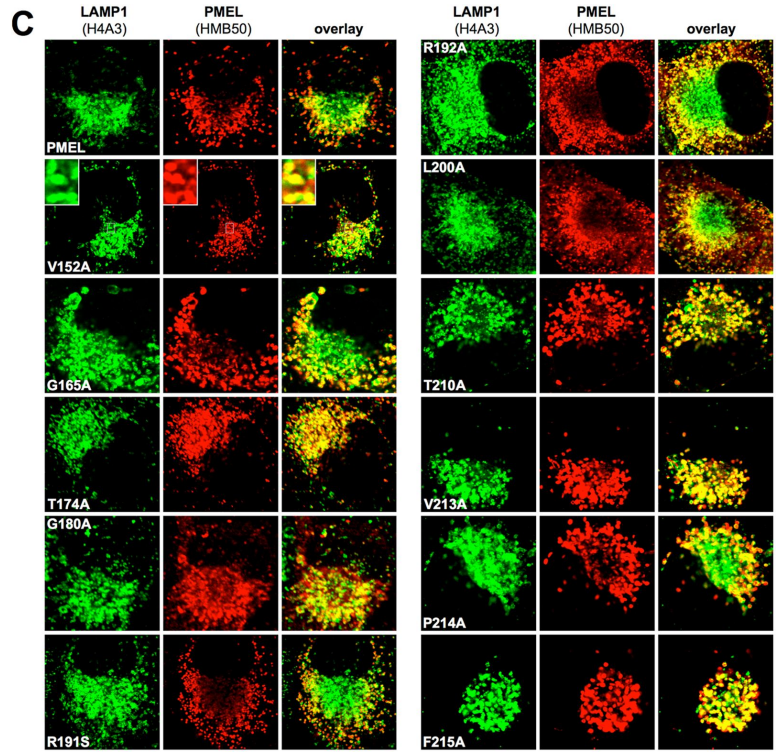 C
LAMP1 PMEL
(H4A3) (HMB50) overlay
PMEL
V152A
G165A
T174A
G180A
R191S
LAMP1 PMEL
(H4A3) (HMB50) overlay
R192A
L200A
T210A
V213A
P214A
F215A